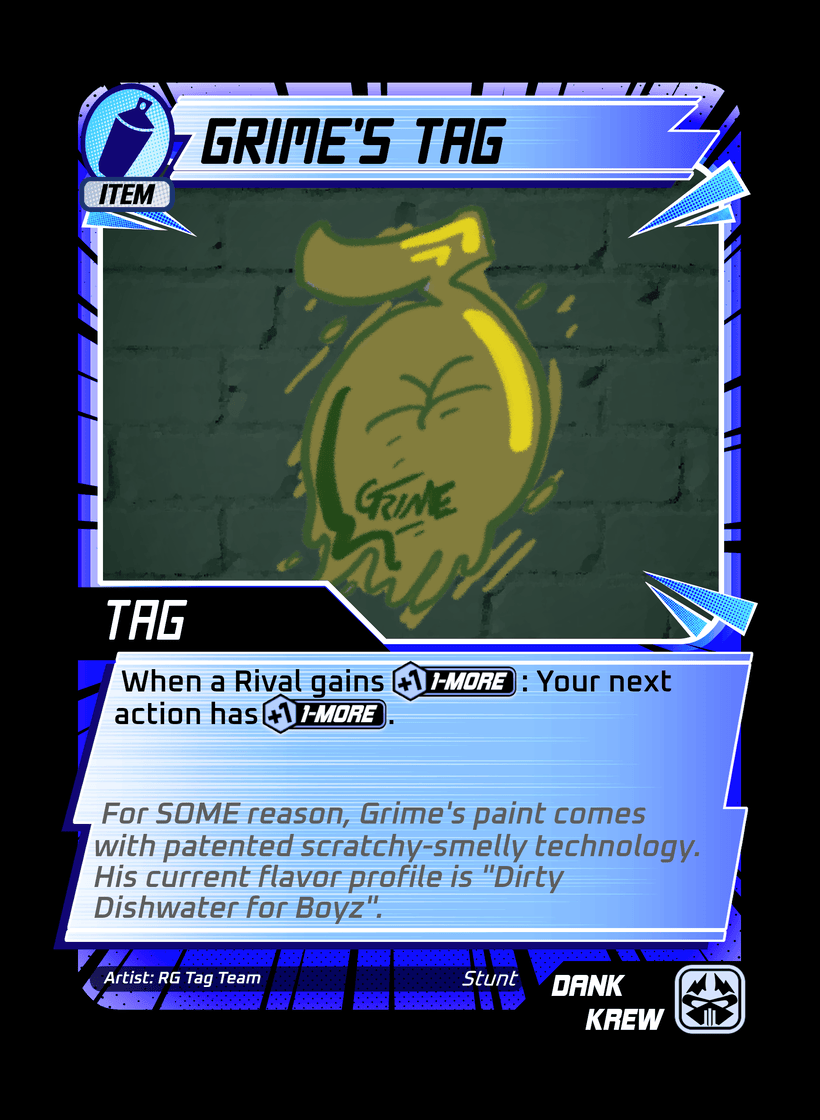 GRIME'S TAG
ITEM
GRIME
TAG
When a Rival gains +1 1-MORE : Your next
action has +1 1-MORE .
For SOME reason, Grime's paint comes
with patented scratchy-smelly technology.
His current flavor profile is "Dirty
Dishwater for Boyz".
Artist: RG Tag Team
Stunt
DANK
KREW